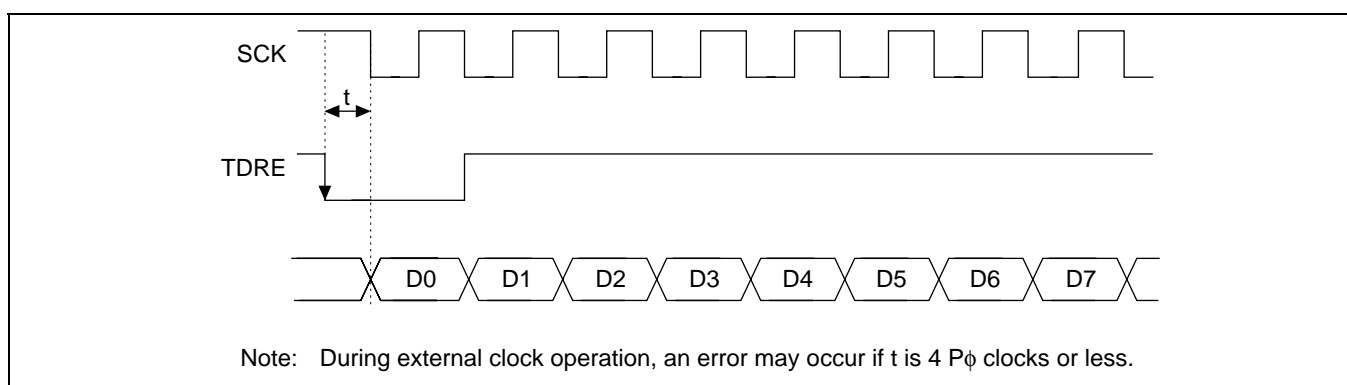 SCK
t
TDRE
D0 D1 D2 D3 D4 D5 D6 D7
Note: During external clock operation, an error may occur if t is 4 Pϕ clocks or less.